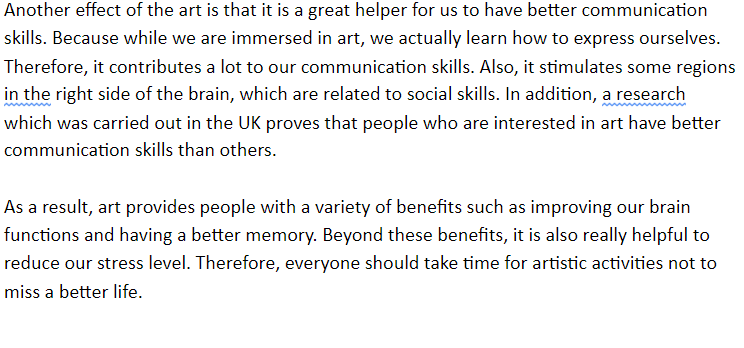 Another effect of the art is that it is a great helper for us to have better communication
skills. Because while we are immersed in art, we actually learn how to express ourselves.
Therefore, it contributes a lot to our communication skills. Also, it stimulates some regions
in the right side of the brain, which are related to social skills. In addition, a research
which was carried out in the UK proves that people who are interested in art have better
communication skills than others.
As a result, art provides people with a variety of benefits such as improving our brain
functions and having a better memory. Beyond these benefits, it is also really helpful to
reduce our stress level. Therefore, everyone should take time for artistic activities not to
miss a better life.